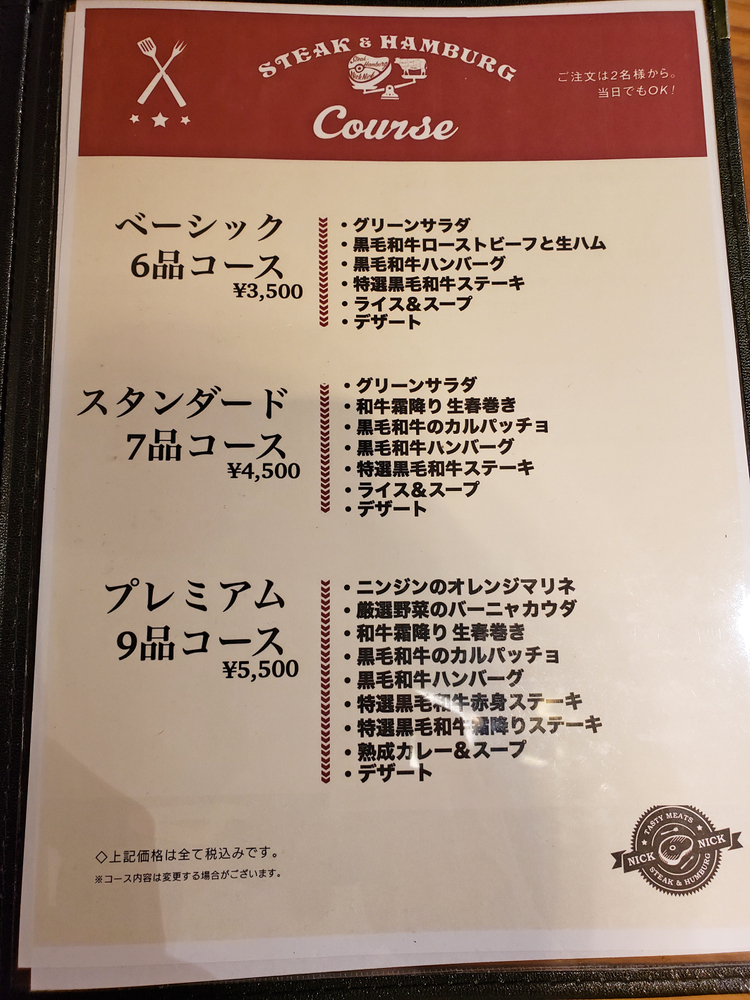 STEAK & HAMBURG
Steak
Hamburg
Nick Nick
Course
ご注文は2名様から。
当日でもOK!
ベーシック
6品コース
¥3,500
・グリーンサラダ
・黒毛和牛ローストビーフと生ハム
・黒毛和牛ハンバーグ
・特選黒毛和牛ステーキ
・ライス&スープ
・デザート
スタンダード
7品コース
¥4,500
・グリーンサラダ
・和牛霜降り生春巻き
・黒毛和牛のカルパッチョ
・黒毛和牛ハンバーグ
・特選黒毛和牛ステーキ
・ライス&スープ
・デザート
プレミアム
9品コース
¥5,500
・ニンジンのオレンジマリネ
・厳選野菜のバーニャカウダ
・和牛霜降り生春巻き
・黒毛和牛のカルパッチョ
・黒毛和牛ハンバーグ
・特選黒毛和牛赤身ステーキ
・特選黒毛和牛霜降りステーキ
・熟成カレー&スープ
・デザート
◇上記価格は全て税込みです。
※コース内容は変更する場合がございます。
TASTY MEATS
NICK NICK
STEAK & HUMBURG